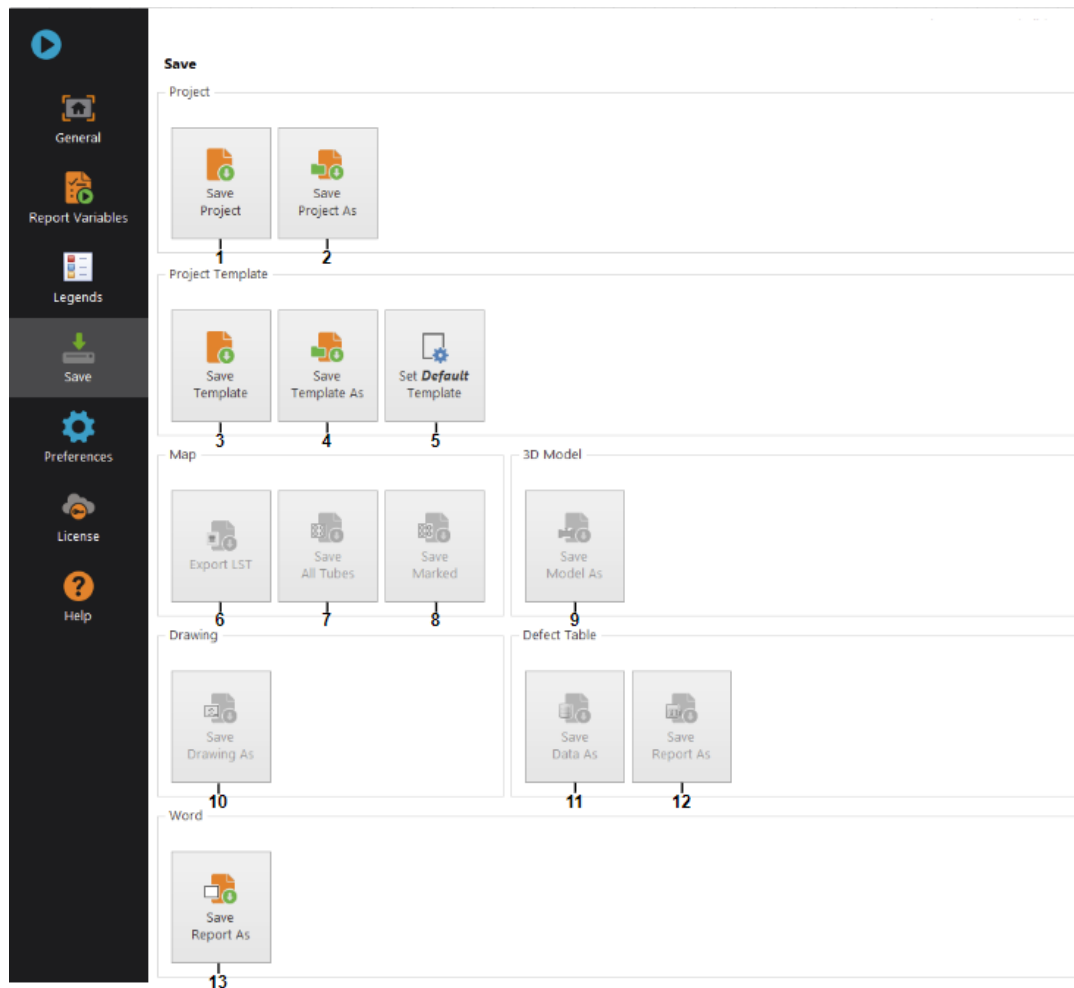 General
Report Variables
Legends
Save
Preferences
License
Help
Save
Project
Save
Project
Save
Project As
1
2
Project Template
Save
Template
Save
Template As
Set Default
Template
3
4
5
Map
Export LST
Save
All Tubes
Save
Marked
6
7
8
3D Model
Save
Model As
9
Drawing
Save
Drawing As
10
Defect Table
Save
Data As
Save
Report As
11
12
Word
Save
Report As
13